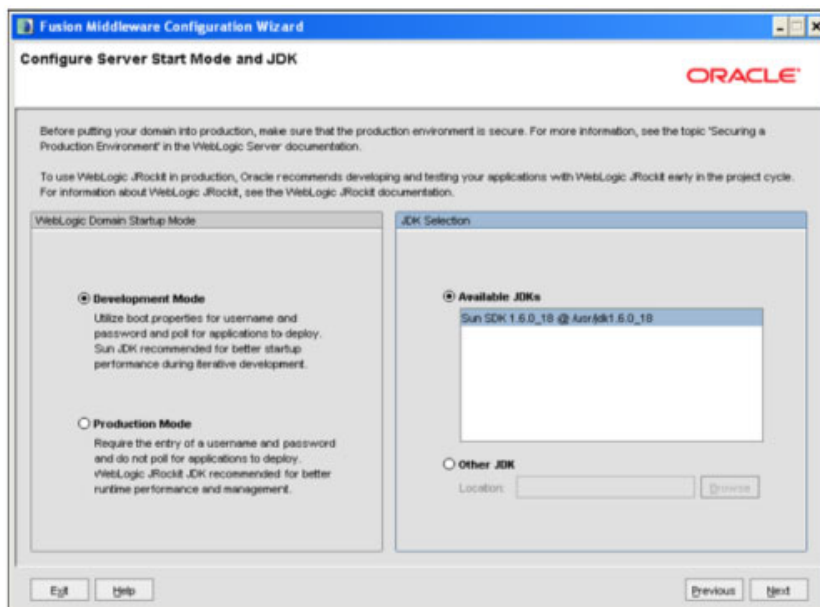 Fusion Middleware Configuration Wizard
Configure Server Start Mode and JDK
ORACLE
Before putting your domain into production, make sure that the production environment is secure. For more information, see the topic 'Securing a
Production Environment' in the WebLogic Server documentation.
To use WebLogic JRockit in production, Oracle recommends developing and testing your applications with WebLogic JRockit early in the project cycle.
For information about WebLogic JRockit, see the WebLogic JRockit documentation.
WebLogic Domain Startup Mode
Development Mode
Utilize boot.properties for username and
password and poll for applications to deploy.
Sun JDK recommended for better startup
performance during iterative development.
Production Mode
Require the entry of a username and password
and do not poll for applications to deploy.
WebLogic JRockit JDK recommended for better
runtime performance and management.
JDK Selection
Available JDKs
Sun SDK 1.6.0_18 @ /usr/jdk1.6.0_18
Other JDK
Location:
Browse
Exit
Help
Previous
Next